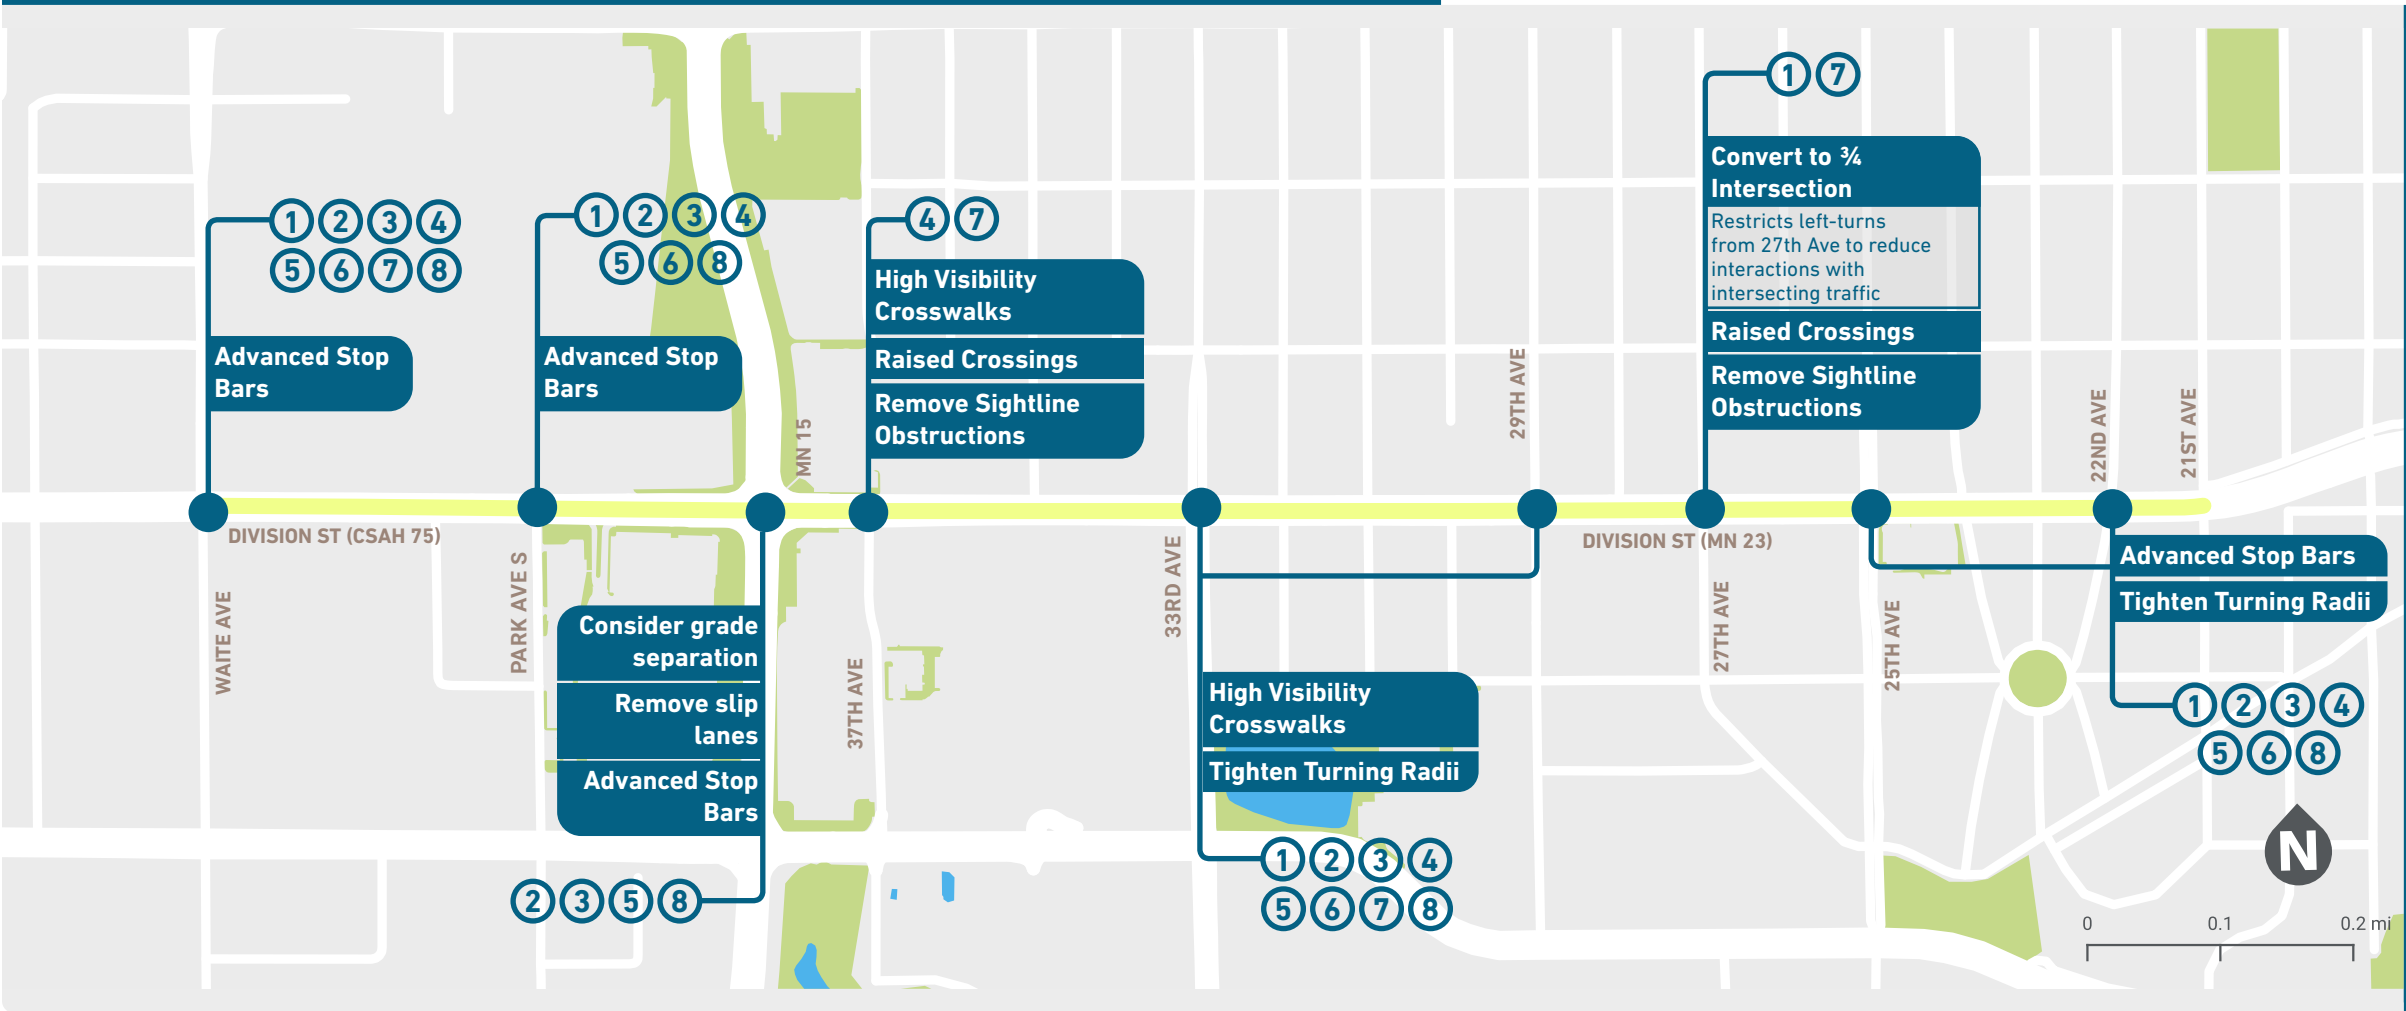 1 7
Convert to ¾
Intersection
Restricts left-turns
from 27th Ave to reduce
interactions with
intersecting traffic
Raised Crossings
Remove Sightline
Obstructions
1 2 3 4
5 6 7 8
Advanced Stop
Bars
1 2 3 4
5 6 8
Advanced Stop
Bars
4 7
High Visibility
Crosswalks
Raised Crossings
Remove Sightline
Obstructions
MN 15
29TH AVE
22ND AVE
21ST AVE
DIVISION ST (CSAH 75)
DIVISION ST (MN 23)
WAITE AVE
PARK AVE S
37TH AVE
33RD AVE
27TH AVE
25TH AVE
Consider grade
separation
Remove slip
lanes
Advanced Stop
Bars
2 3 5 8
High Visibility
Crosswalks
Tighten Turning Radii
1 2 3 4
5 6 7 8
Advanced Stop Bars
Tighten Turning Radii
1 2 3 4
5 6 8
N
0 0.1 0.2 mi